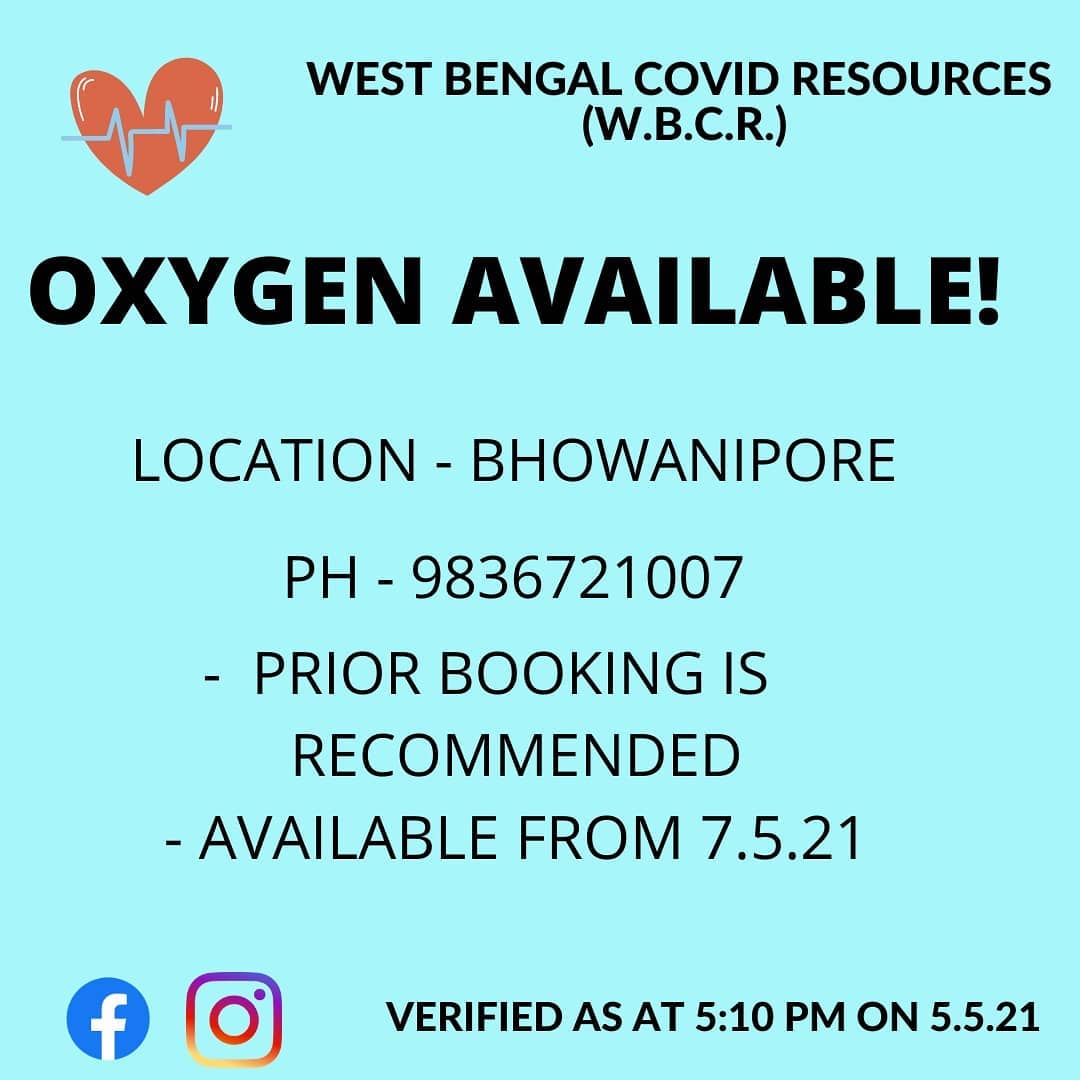 WEST BENGAL COVID RESOURCES
(W.B.C.R.)
OXYGEN AVAILABLE!
LOCATION - BHOWANIPORE
PH - 9836721007
- PRIOR BOOKING IS
RECOMMENDED
- AVAILABLE FROM 7.5.21
VERIFIED AS AT 5:10 PM ON 5.5.21